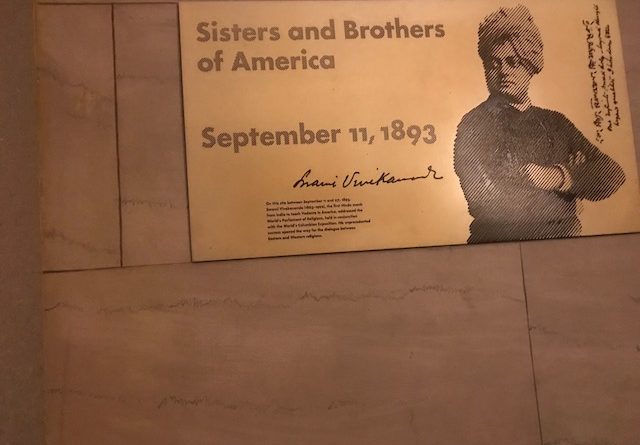 Sisters and Brothers
of America
September 11, 1893
Swami Vivekananda
On this site between September 11 and 27, 1893,
Swami Vivekananda (1863-1902), the first Hindu monk
from India to teach Vedanta in America, addressed the
World's Parliament of Religions, held in conjunction
with the World's Columbian Exposition. His unprecedented
success opened the way for the dialogue between
Eastern and Western religions.